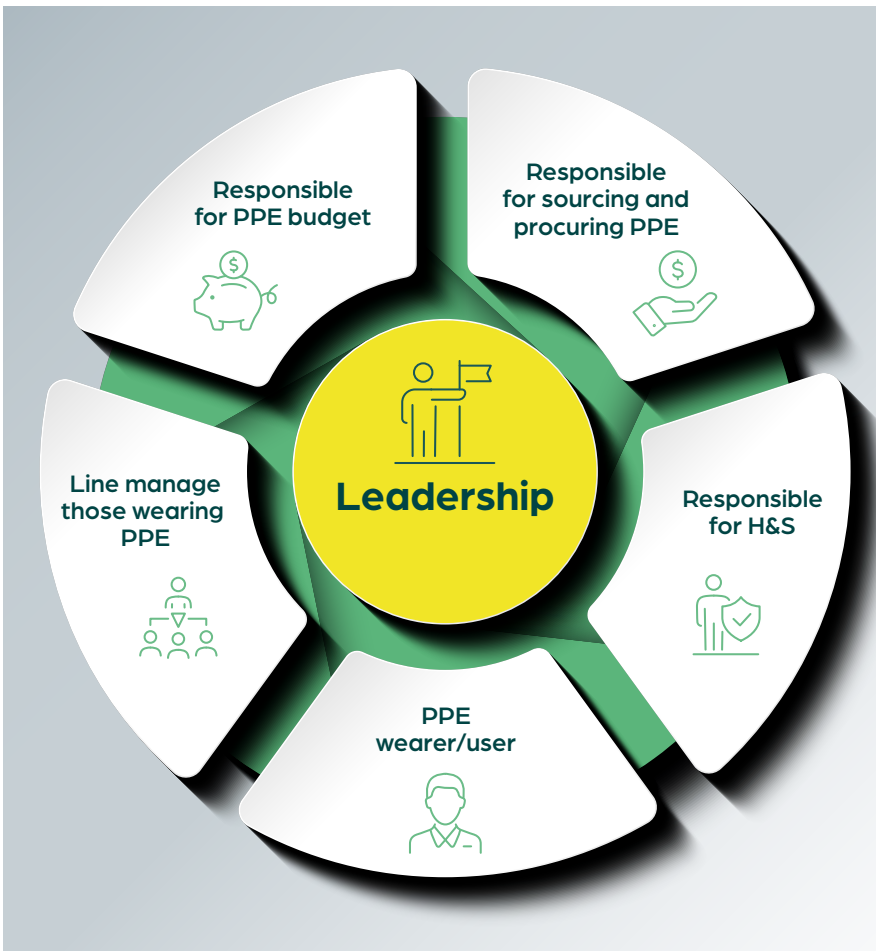 Responsible
for PPE budget
$
Responsible
for sourcing and
procuring PPE
$
Leadership
Line manage
those wearing
PPE
Responsible
for H&S
PPE
wearer/user